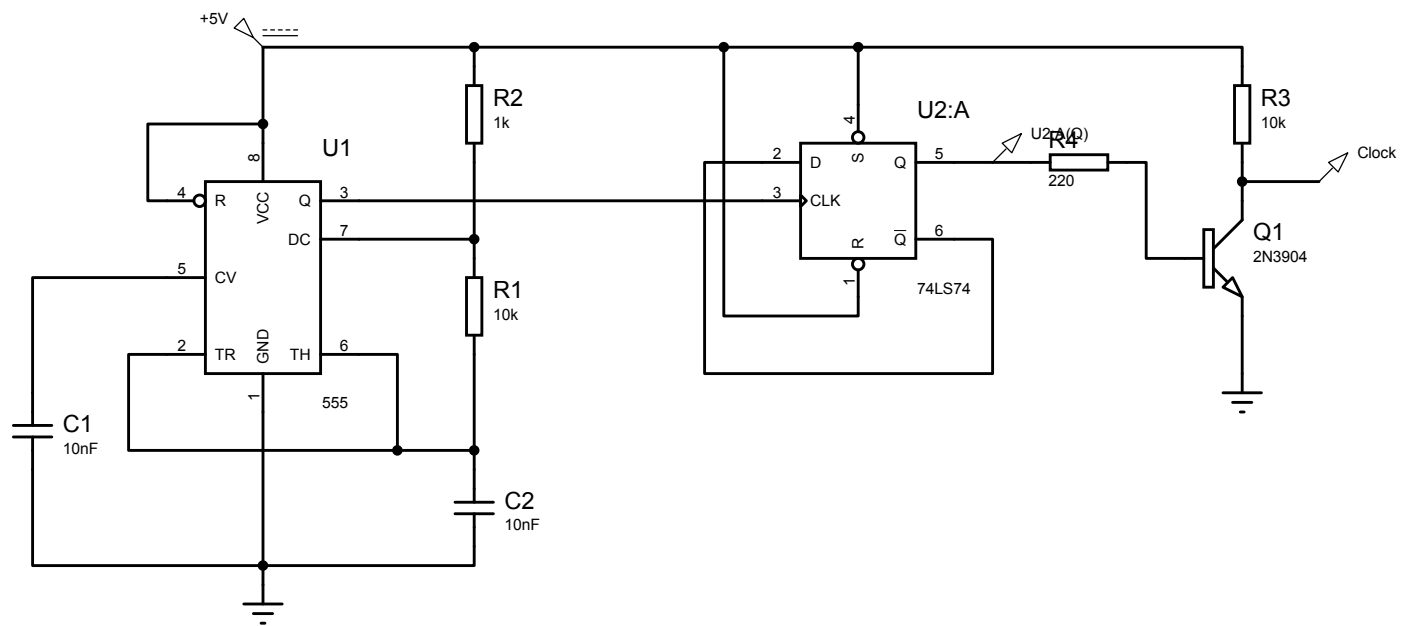 +5V
R2
1k
U1
8
VCC
4
R
Q
3
DC
7
5
CV
R1
10k
2
TR
GND
TH
6
1
555
C1
10nF
C2
10nF
U2:A
4
S
2
D
Q
5
3
CLK
R
Q
6
1
74LS74
U2:A(Q)
R4
220
R3
10k
Clock
Q1
2N3904